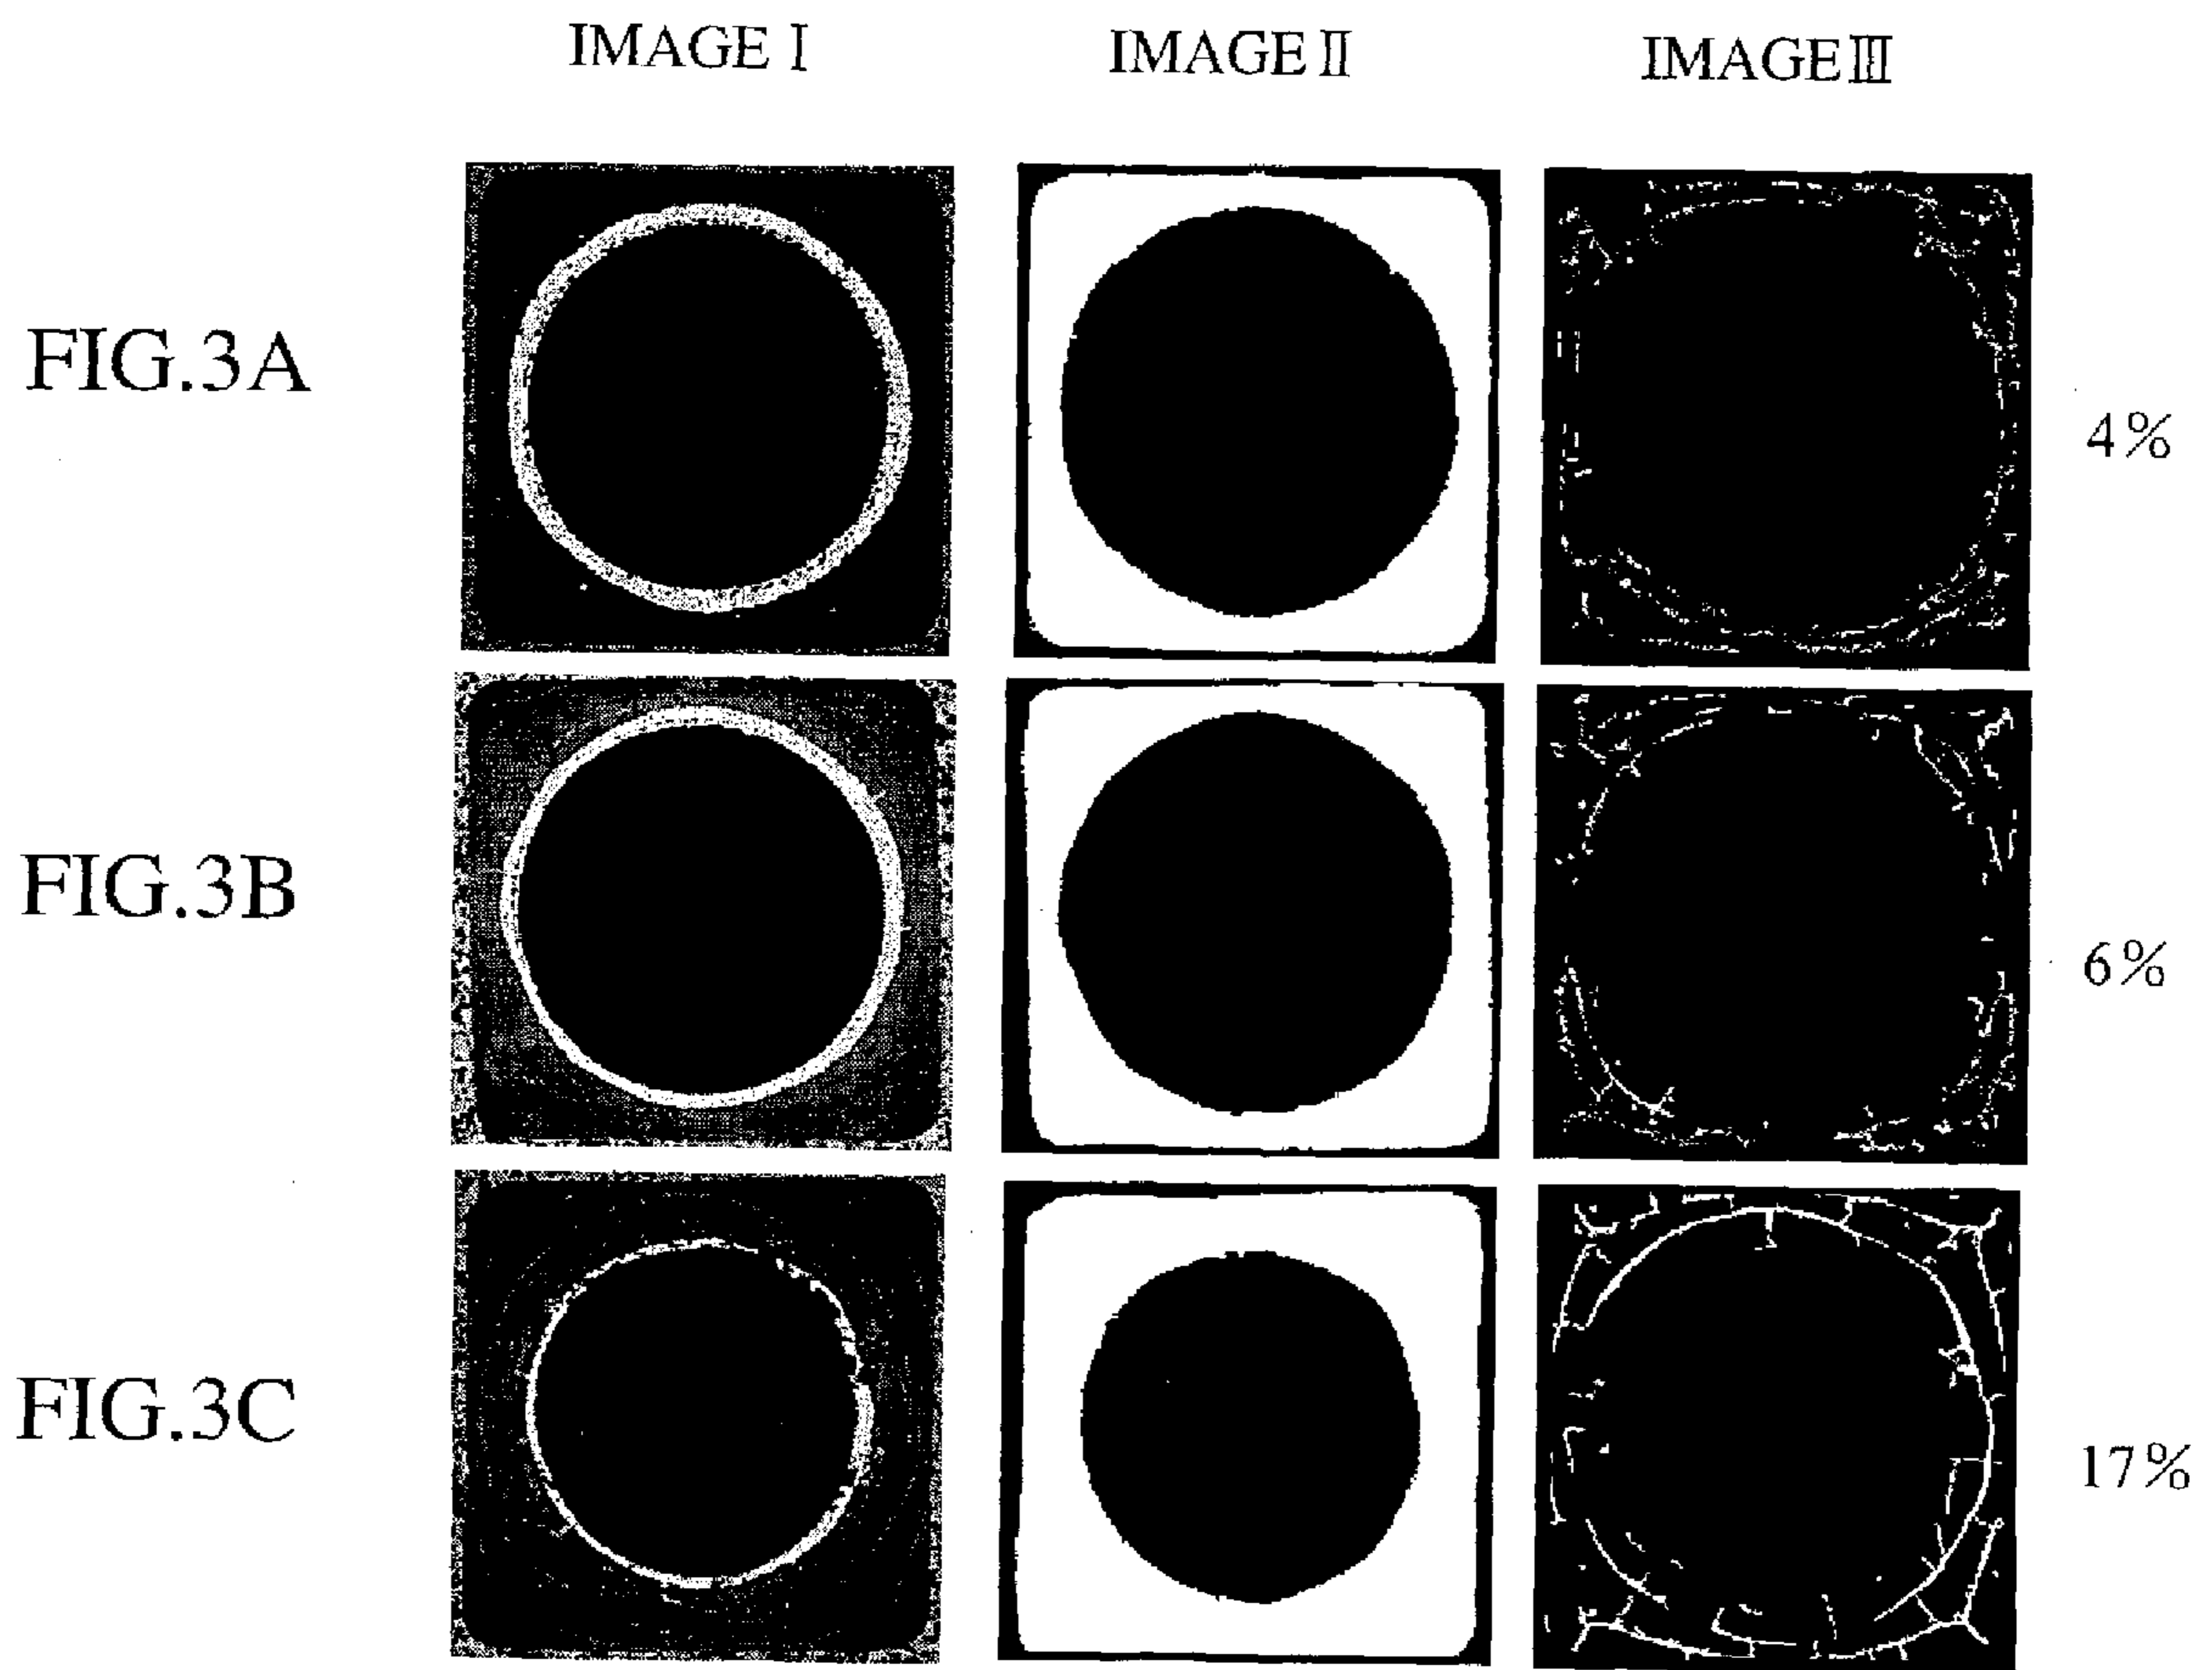 IMAGE I IMAGE II IMAGE III
FIG.3A
4%
FIG.3B
6%
FIG.3C
17%